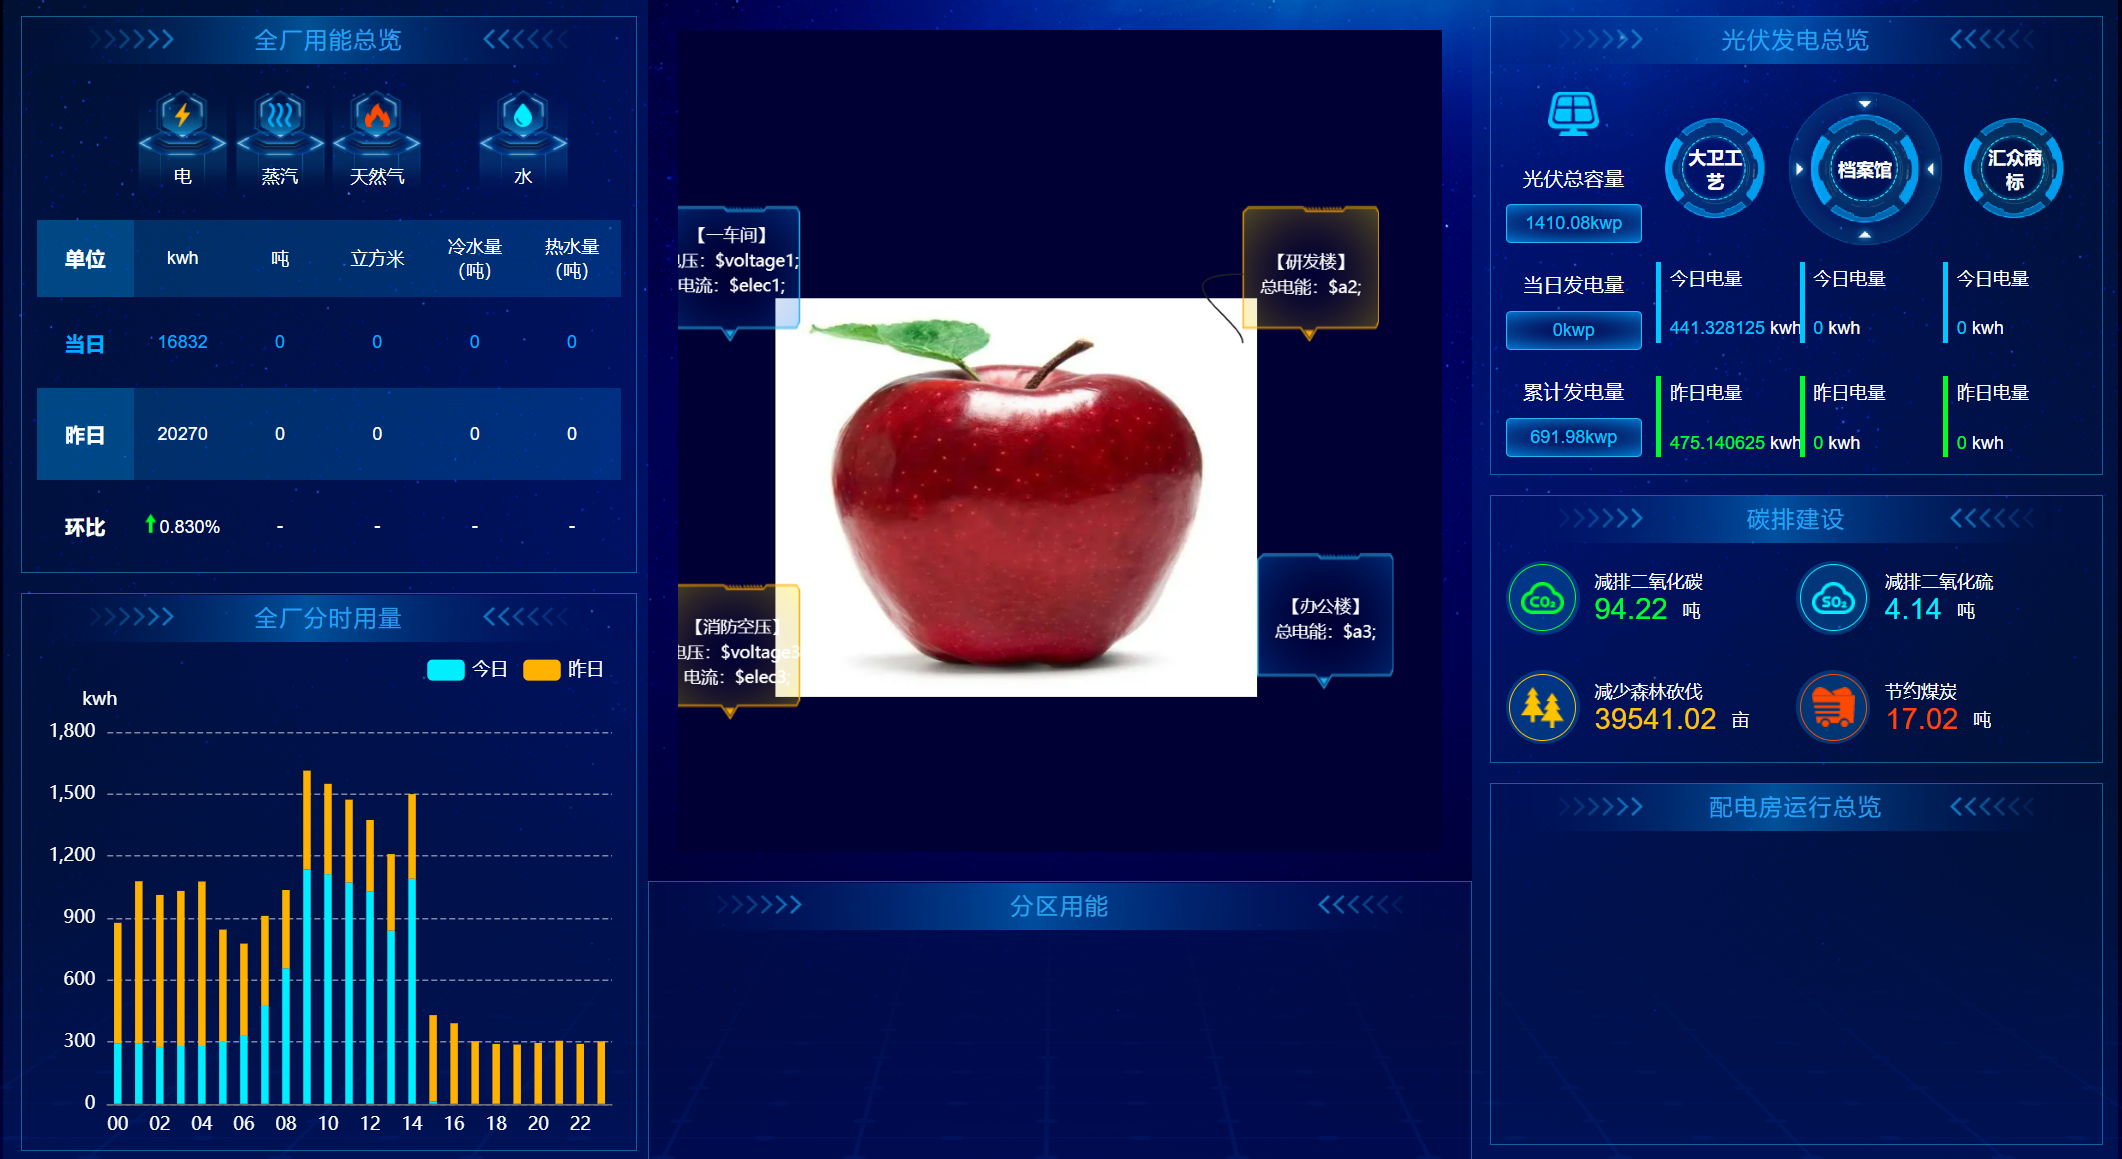 全厂用能总览
电
蒸汽
天然气
水
单位
kwh
吨
立方米
冷水量
(吨)
热水量
(吨)
当日
16832
0
0
0
0
昨日
20270
0
0
0
0
环比
0.830%
-
-
-
-
全厂分时用量
今日
昨日
kwh
1,800
1,500
1,200
900
600
300
0
00 02 04 06 08 10 12 14 16 18 20 22
【一车间】
压：$voltage1;
电流：$elec1;
【研发楼】
总电能：$a2;
【消防空压】
电压：$voltage3
电流：$elec3;
【办公楼】
总电能：$a3;
分区用能
光伏发电总览
光伏总容量
1410.08kwp
当日发电量
0kwp
累计发电量
691.98kwp
大卫工
艺
档案馆
汇众商
标
今日电量
441.328125 kwh
今日电量
0 kwh
今日电量
0 kwh
昨日电量
475.140625 kwh
昨日电量
0 kwh
昨日电量
0 kwh
碳排建设
CO₂
减排二氧化碳
94.22 吨
SO₂
减排二氧化硫
4.14 吨
减少森林砍伐
39541.02 亩
节约煤炭
17.02 吨
配电房运行总览